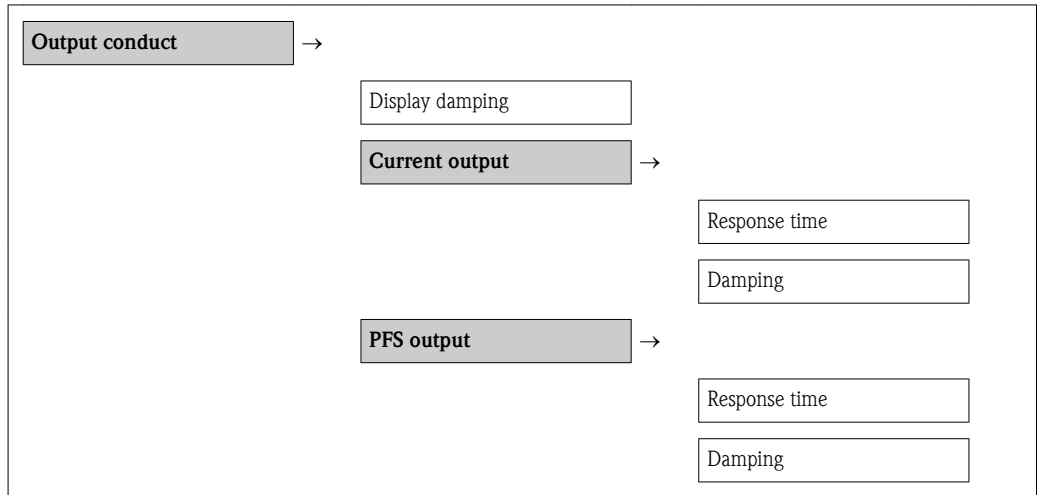 Output conduct →
Display damping
Current output →
Response time
Damping
PFS output →
Response time
Damping